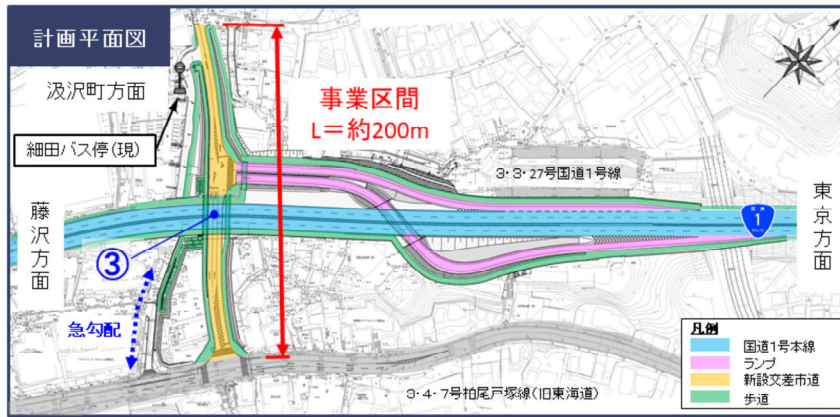 計画平面図
汲沢町方面
細田バス停(現)
事業区間
L=約200m
3・3・27号国道1号線
藤沢方面
東京方面
1
③
急勾配
3・4・7号柏尾戸塚線(旧東海道)
凡例
国道1号本線
ランプ
新設交差市道
歩道